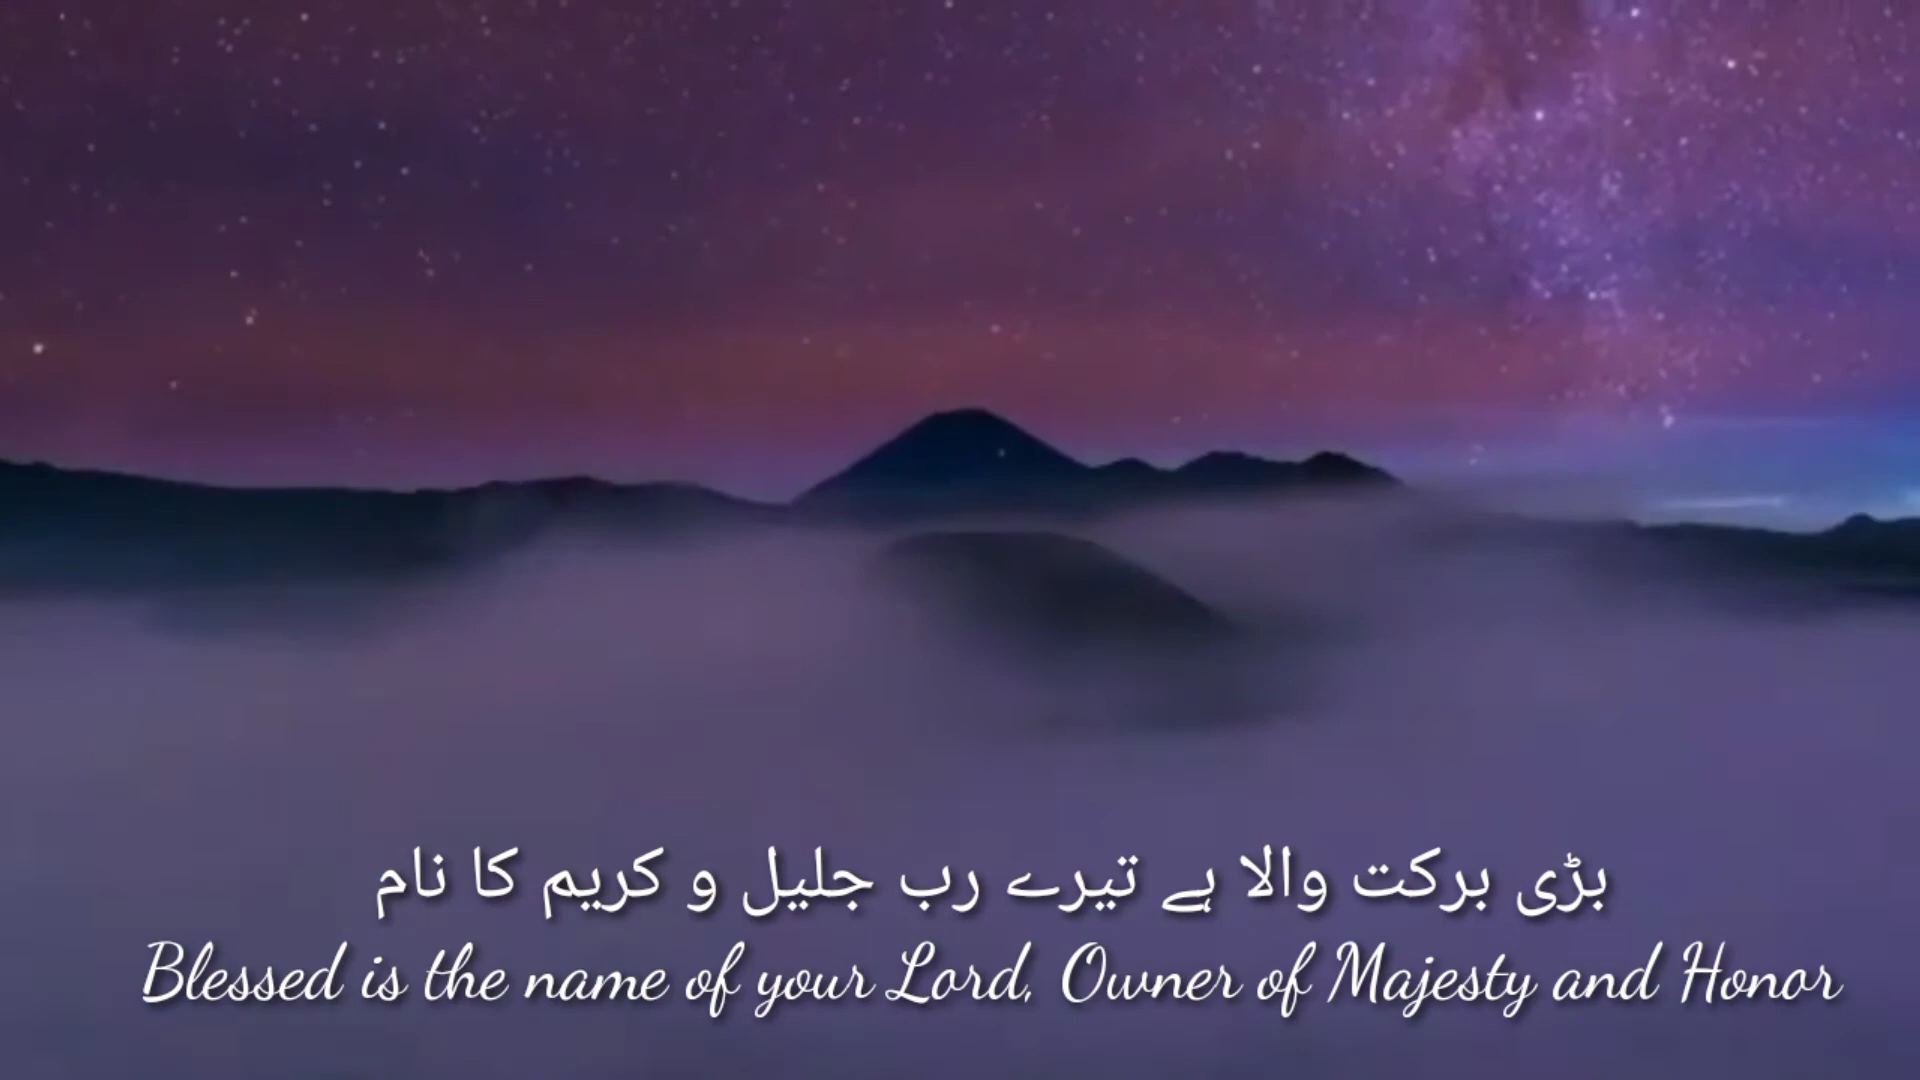 بڑی برکت والا ہے تیرے رب جلیل و کریم کا نام
Blessed is the name of your Lord, Owner of Majesty and Honor